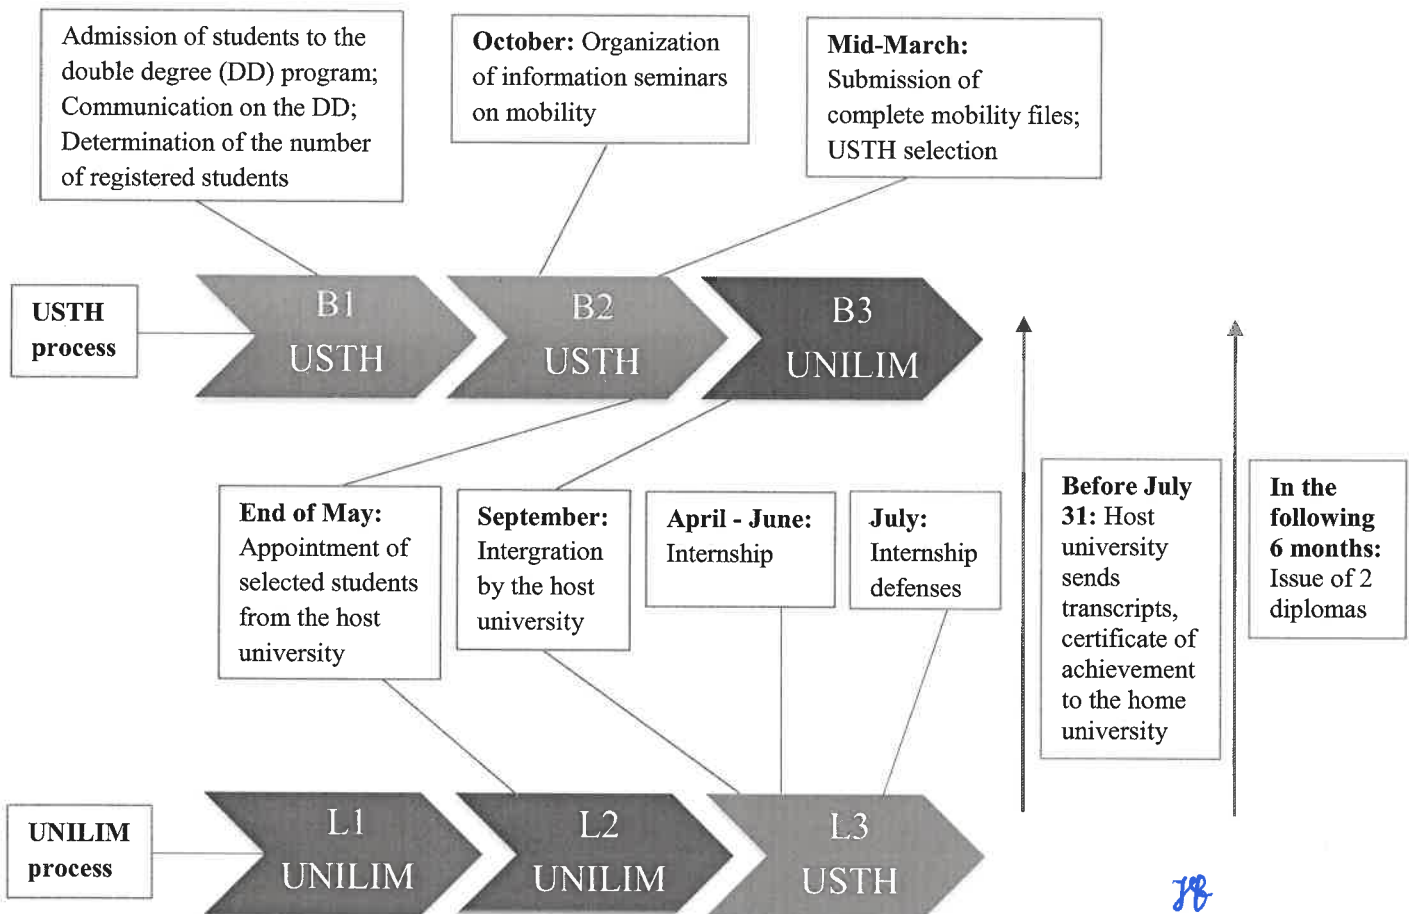 Admission of students to the
double degree (DD) program;
Communication on the DD;
Determination of the number
of registered students
October: Organization
of information seminars
on mobility
Mid-March:
Submission of
complete mobility files;
USTH selection
USTH
process
B1
USTH
B2
USTH
B3
UNILIM
End of May:
Appointment of
selected students
from the host
university
September:
Intergration
by the host
university
April - June:
Internship
July:
Internship
defenses
Before July
31: Host
university
sends
transcripts,
certificate of
achievement
to the home
university
In the
following
6 months:
Issue of 2
diplomas
UNILIM
process
L1
UNILIM
L2
UNILIM
L3
USTH